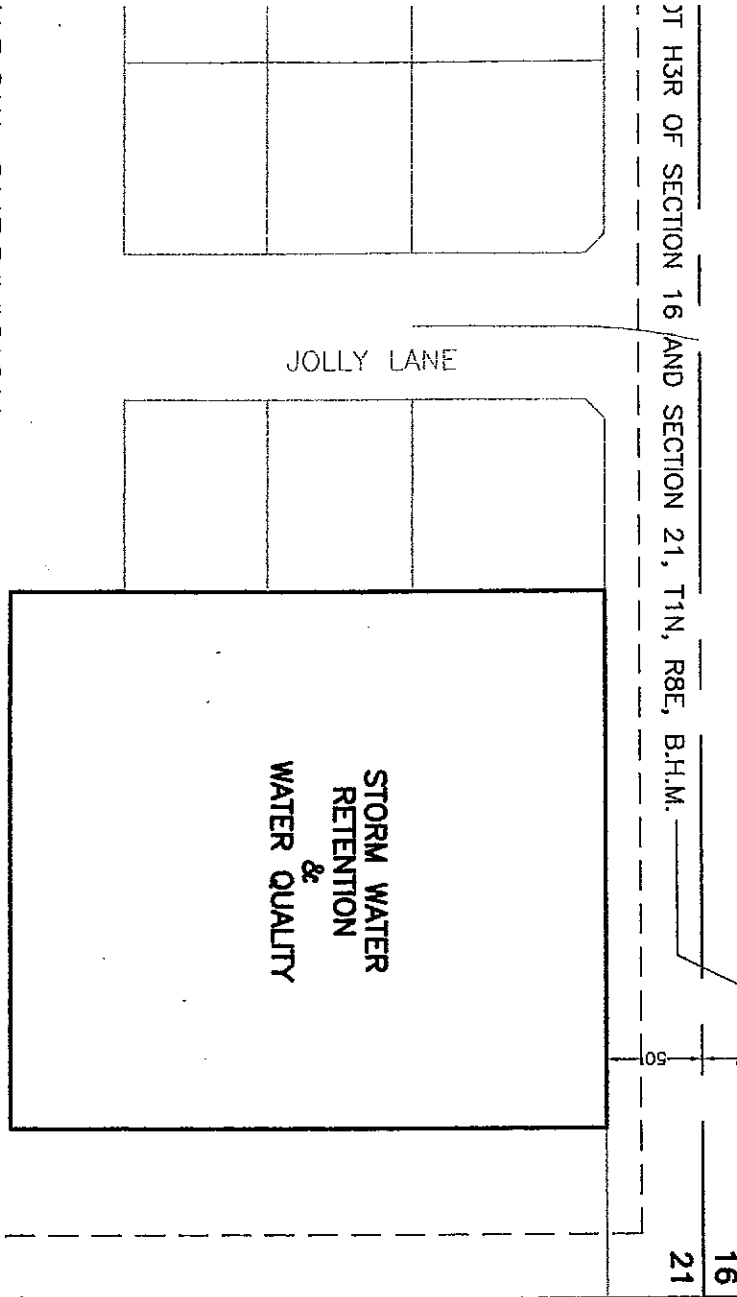 H3R OF SECTION 16 AND SECTION 21, T1N, R8E, B.H.M.
JOLLY LANE
STORM WATER
RETENTION
&
WATER QUALITY
50
16
21